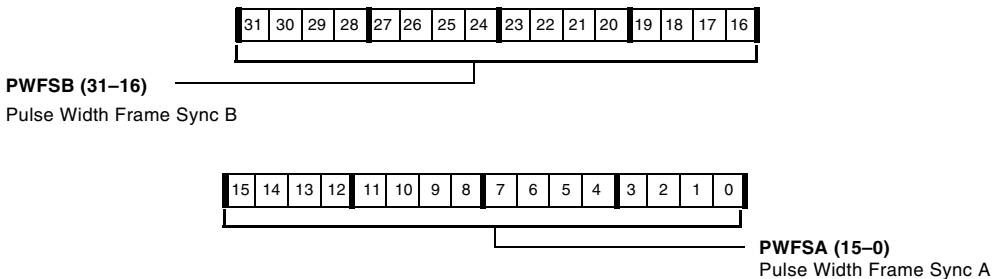 31 30 29 28 27 26 25 24 23 22 21 20 19 18 17 16
PWFSB (31–16)
Pulse Width Frame Sync B
15 14 13 12 11 10 9 8 7 6 5 4 3 2 1 0
PWFSA (15–0)
Pulse Width Frame Sync A